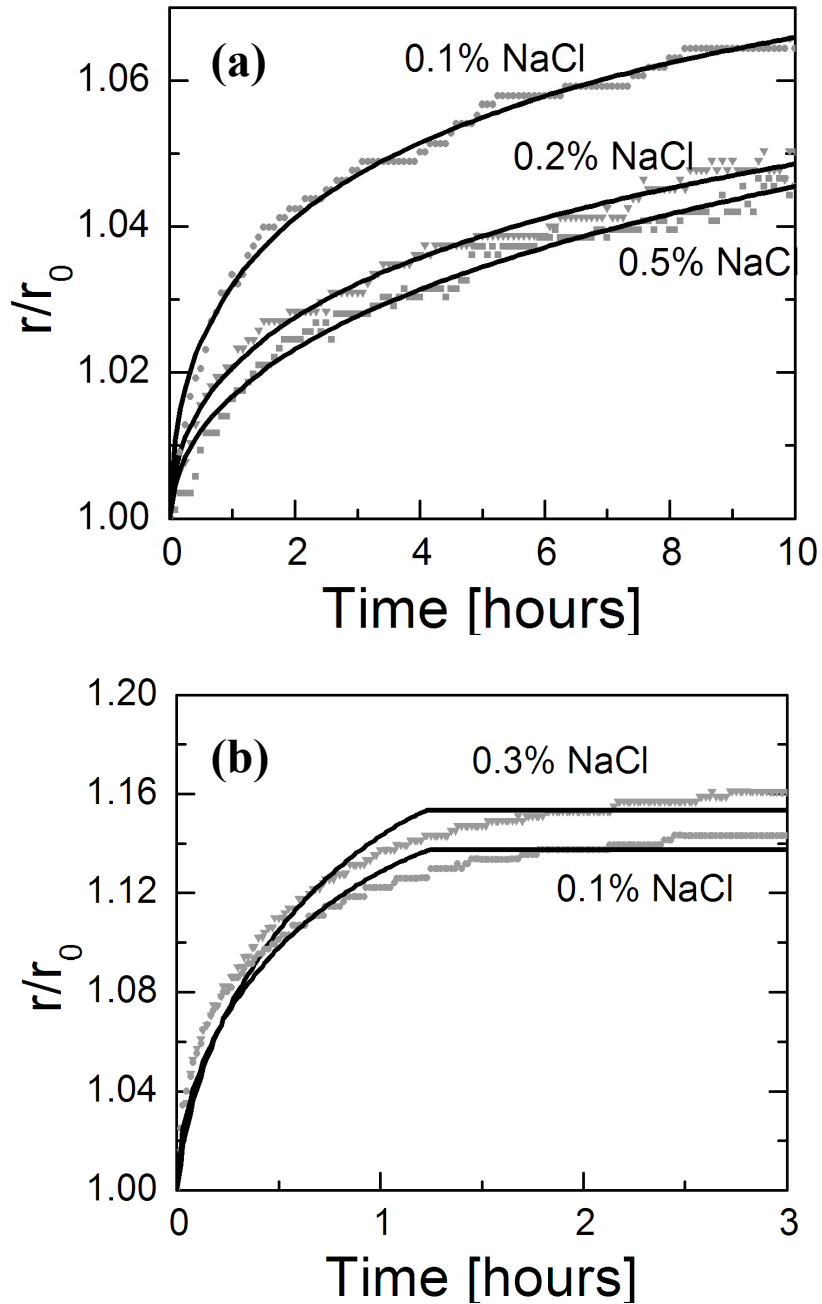 (a)
0.1% NaCl
0.2% NaCl
0.5% NaCl
1.06
1.04
1.02
1.00
r/r0
0 2 4 6 8 10
Time [hours]
(b)
0.3% NaCl
0.1% NaCl
1.20
1.16
1.12
1.08
1.04
1.00
r/r0
0 1 2 3
Time [hours]